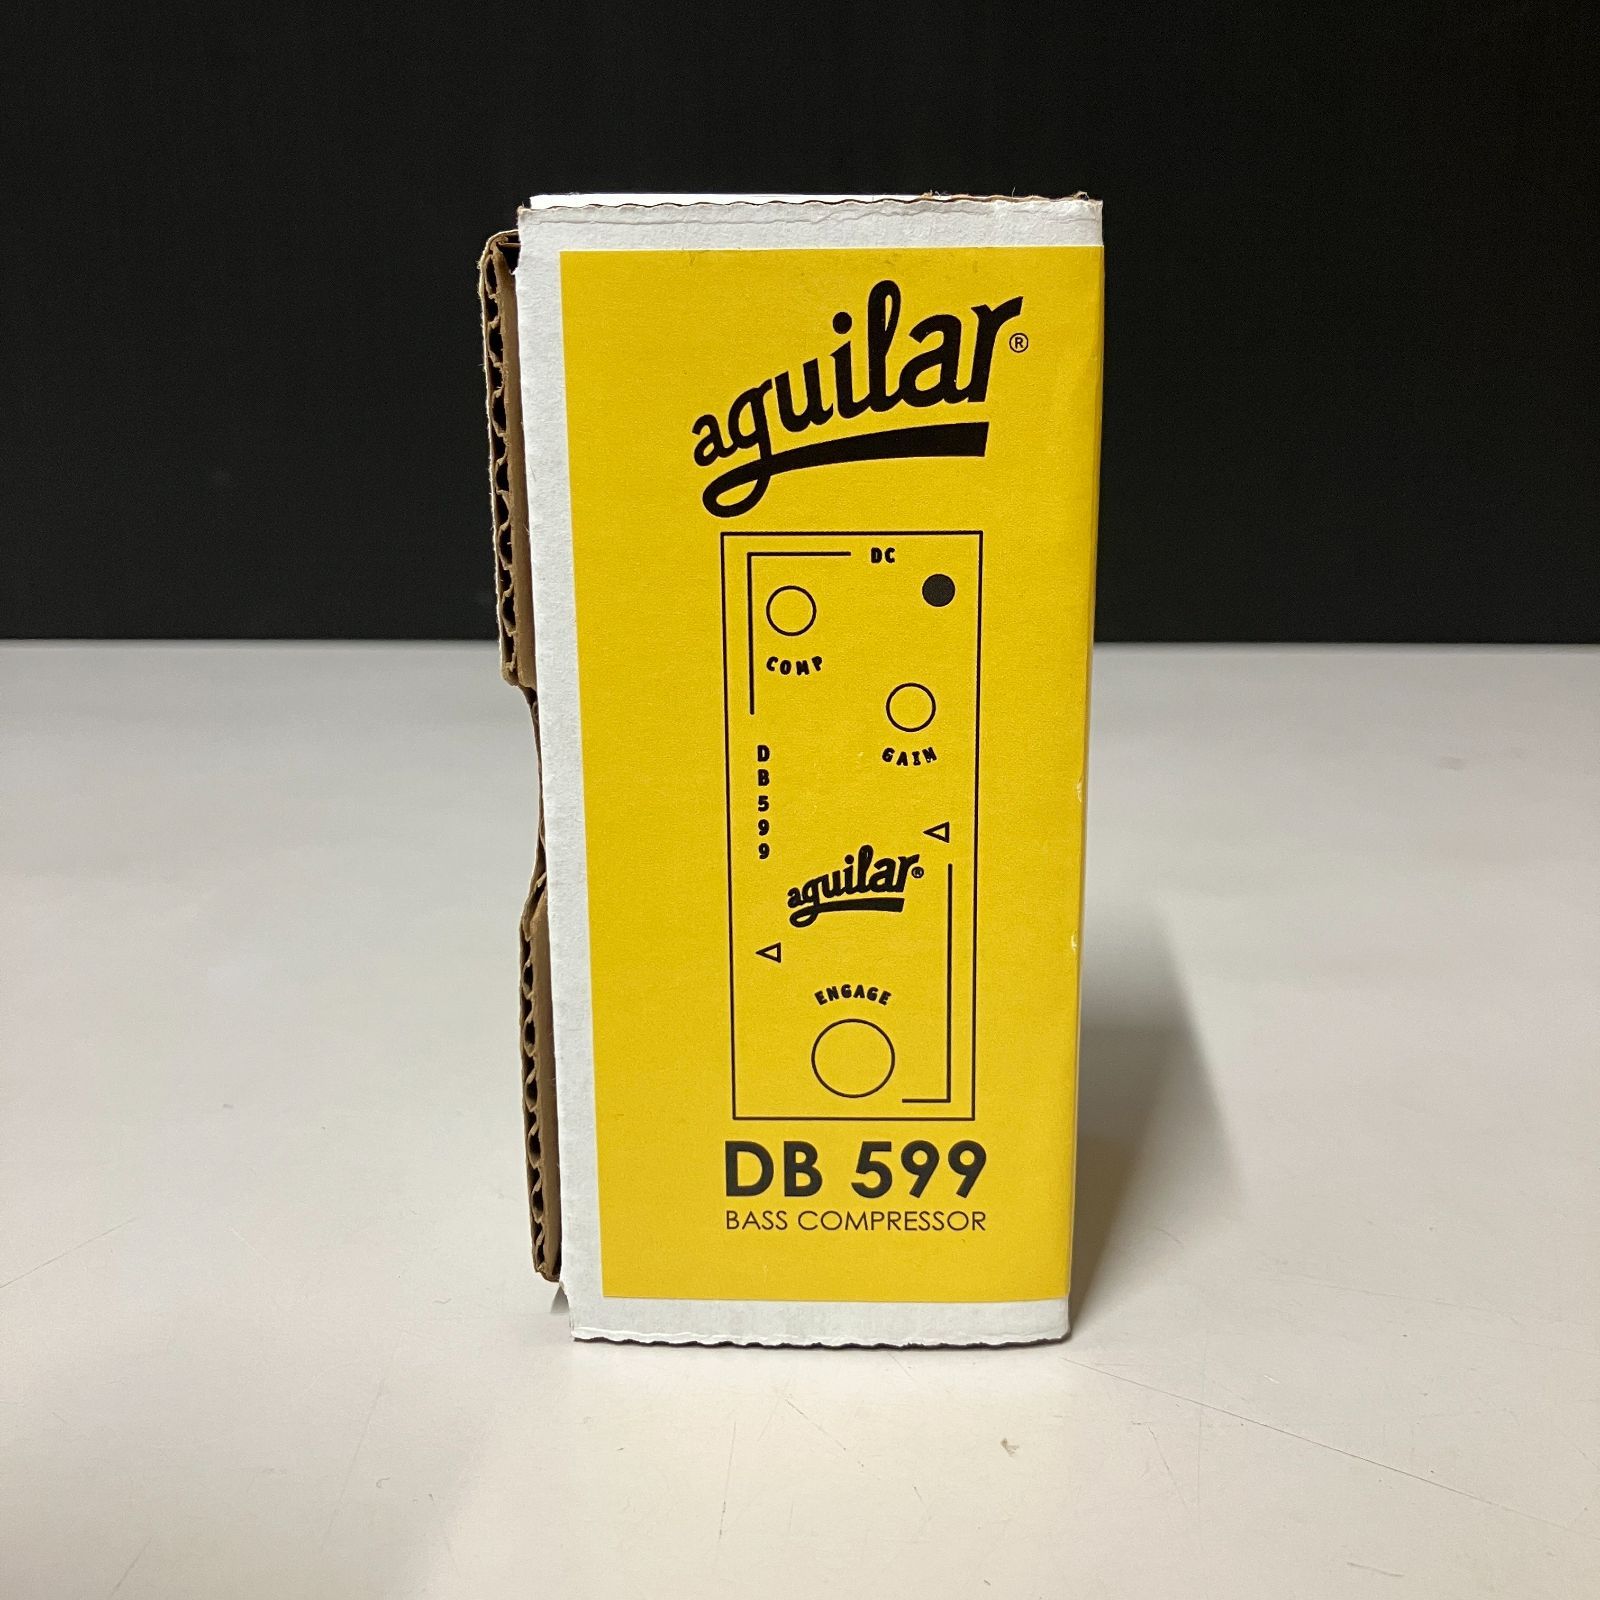 aguilar®
DC
COMP
GAIN
DB599
aguilar®
ENGAGE
DB 599
BASS COMPRESSOR